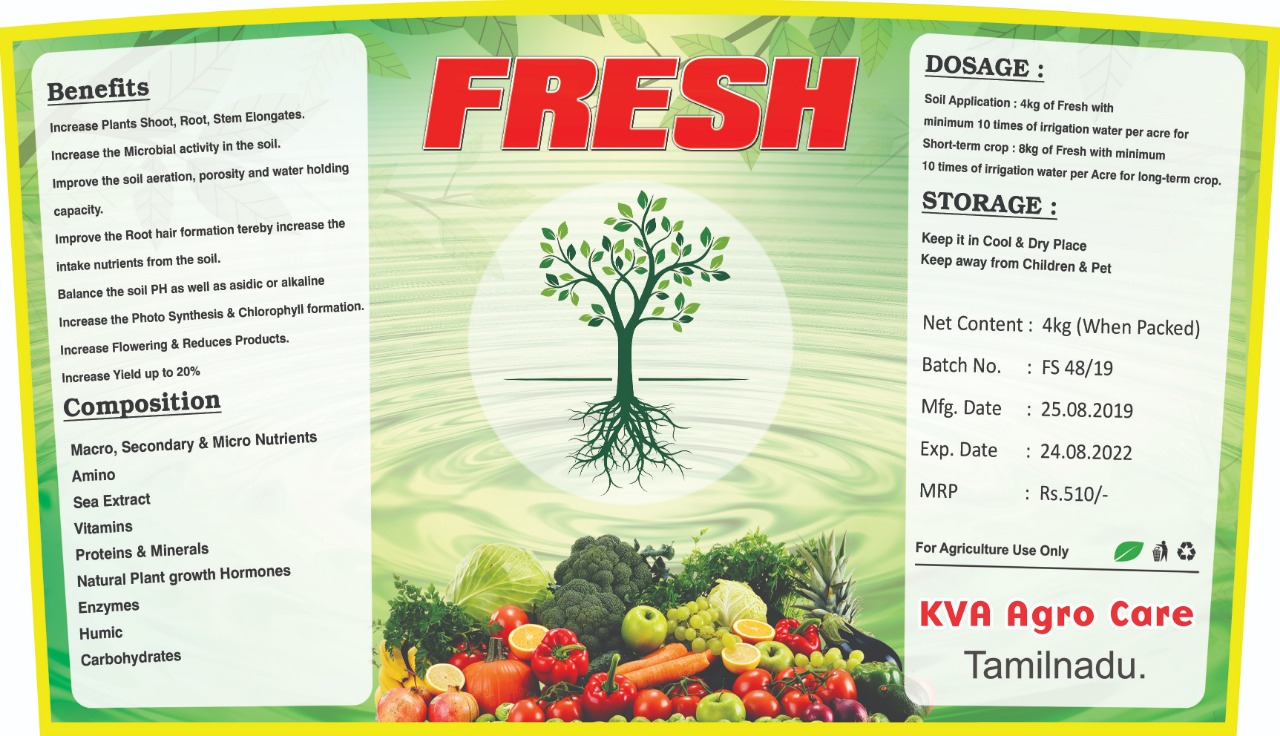 Benefits
Increase Plants Shoot, Root, Stem Elongates.
Increase the Microbial activity in the soil.
Improve the soil aeration, porosity and water holding
capacity.
Improve the Root hair formation tereby increase the
intake nutrients from the soil.
Balance the soil PH as well as asidic or alkaline
Increase the Photo Synthesis & Chlorophyll formation.
Increase Flowering & Reduces Products.
Increase Yield up to 20%
Composition
Macro, Secondary & Micro Nutrients
Amino
Sea Extract
Vitamins
Proteins & Minerals
Natural Plant growth Hormones
Enzymes
Humic
Carbohydrates
FRESH
DOSAGE :
Soil Application : 4kg of Fresh with
minimum 10 times of irrigation water per acre for
Short-term crop : 8kg of Fresh with minimum
10 times of irrigation water per Acre for long-term crop.
STORAGE :
Keep it in Cool & Dry Place
Keep away from Children & Pet
Net Content : 4kg (When Packed)
Batch No. : FS 48/19
Mfg. Date : 25.08.2019
Exp. Date : 24.08.2022
MRP : Rs.510/-
For Agriculture Use Only
KVA Agro Care
Tamilnadu.